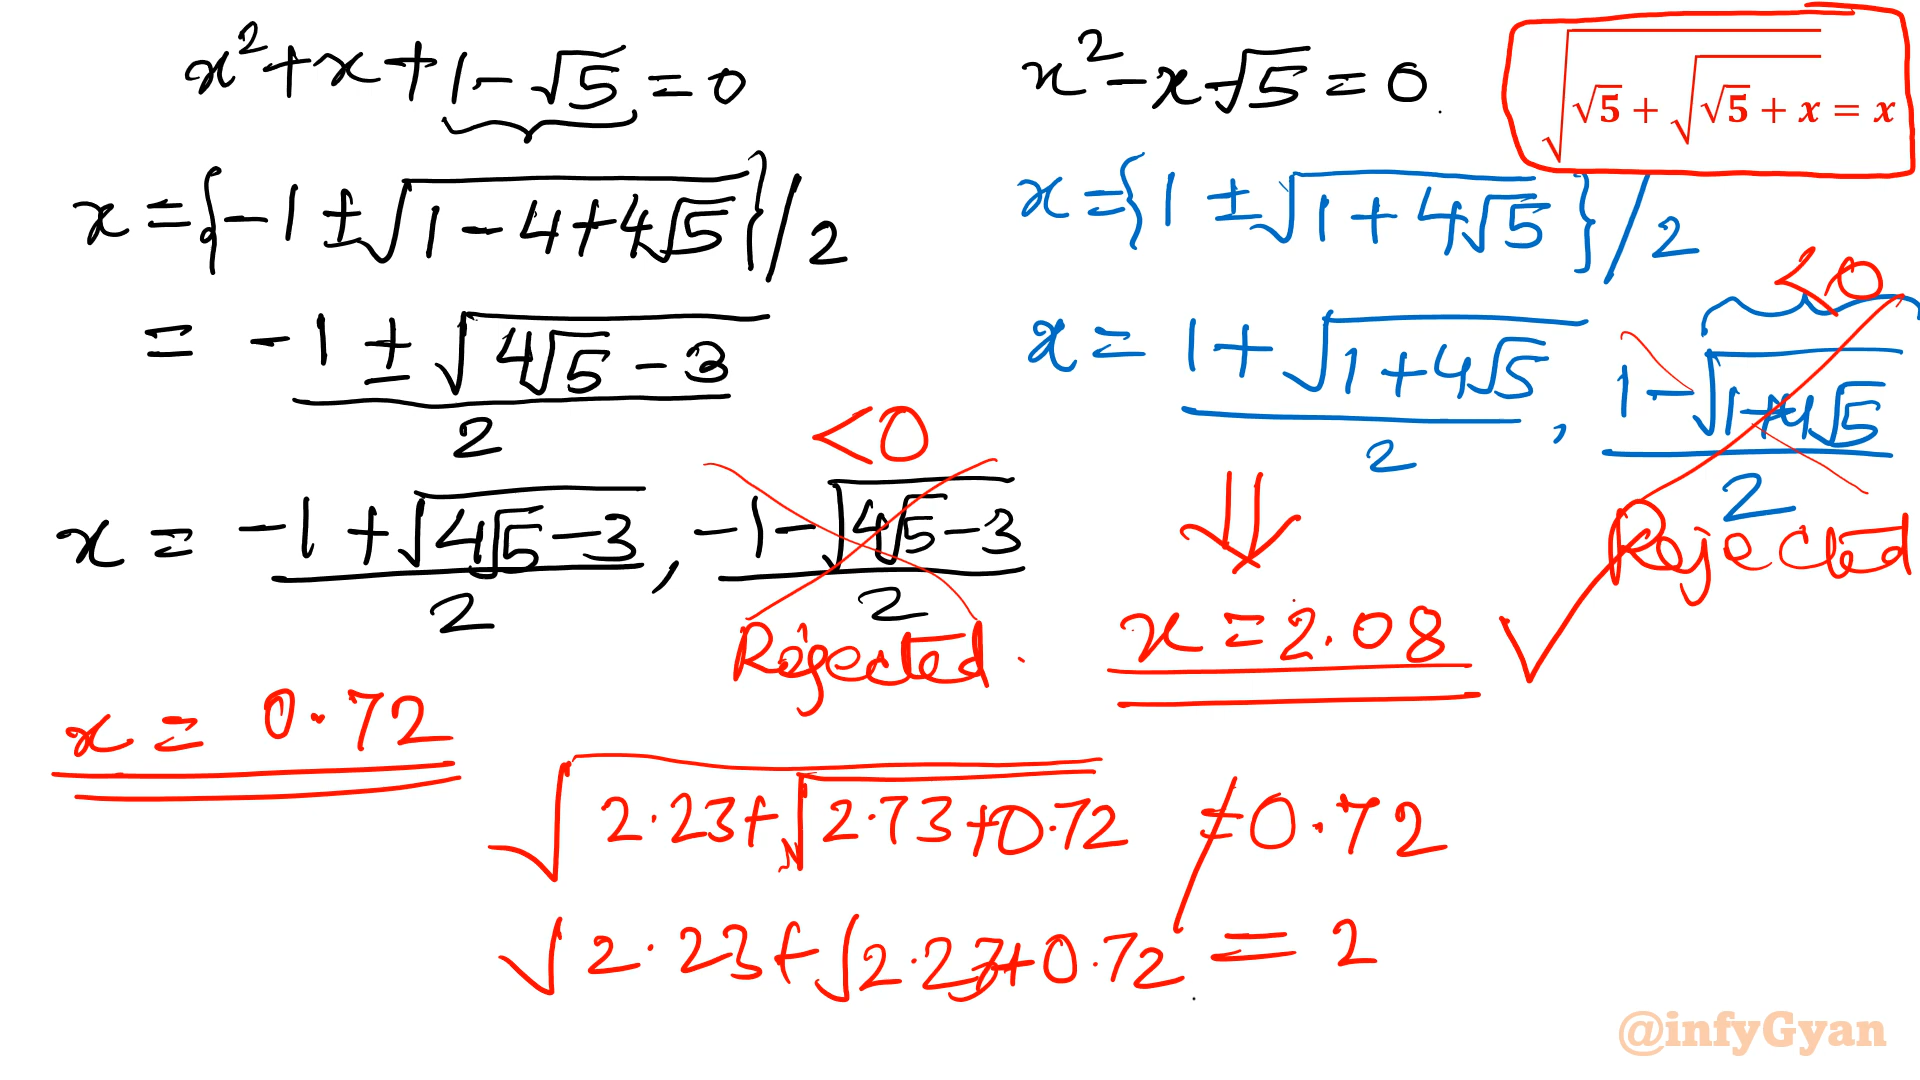 x² + x + 1 - √5 = 0
x = {-1 ± √(1 - 4 + 4√5)}/2
= (-1 ± √(4√5 - 3))/2
x = (-1 + √(4√5 - 3))/2 , (-1 - √(4√5 - 3))/2
<0
Rejected.
x = 0.72
x² - x - √5 = 0
x = {1 ± √(1 + 4√5)}/2
x = (1 + √(1 + 4√5))/2 , (1 - √(1 + 4√5))/2
<0
Rejected
x = 2.08 ✓
√(√5 + √(√5 + x)) = x
√(2.23 + √(2.73 + 0.72)) ≠ 0.72
√(2.23 + √(2.23 + 0.72)) = 2
@infyGyan